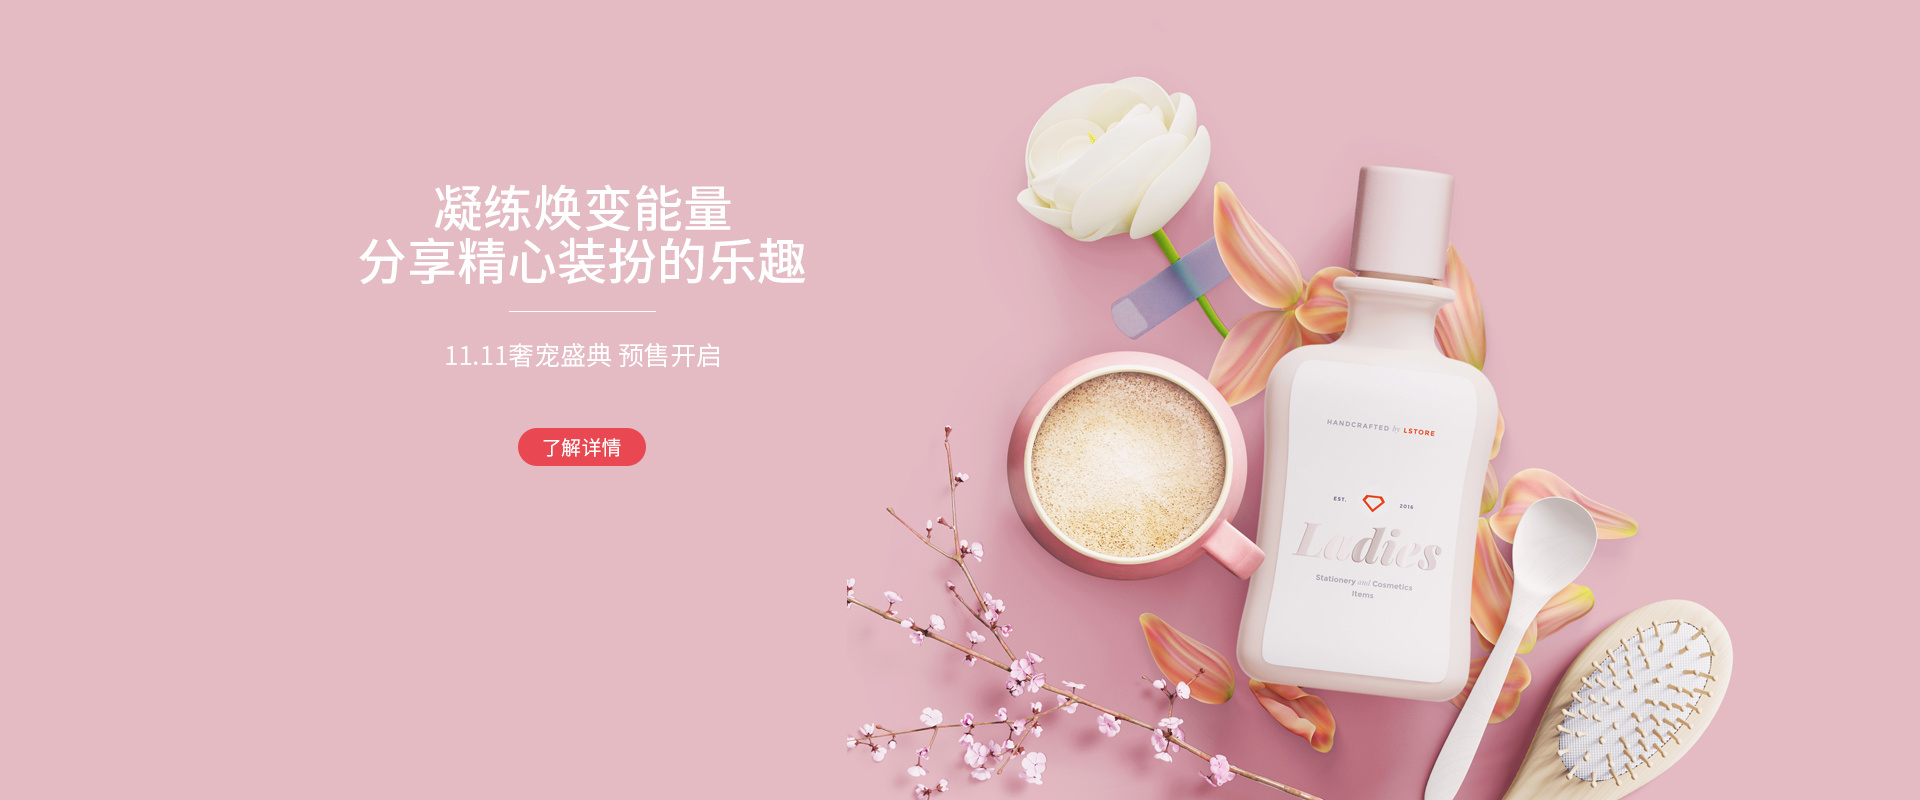 凝练焕变能量
分享精心装扮的乐趣
11.11奢宠盛典 预售开启
了解详情
HANDCRAFTED by LSTORE
EST. 2016
Ladies
Stationery and Cosmetics
Items